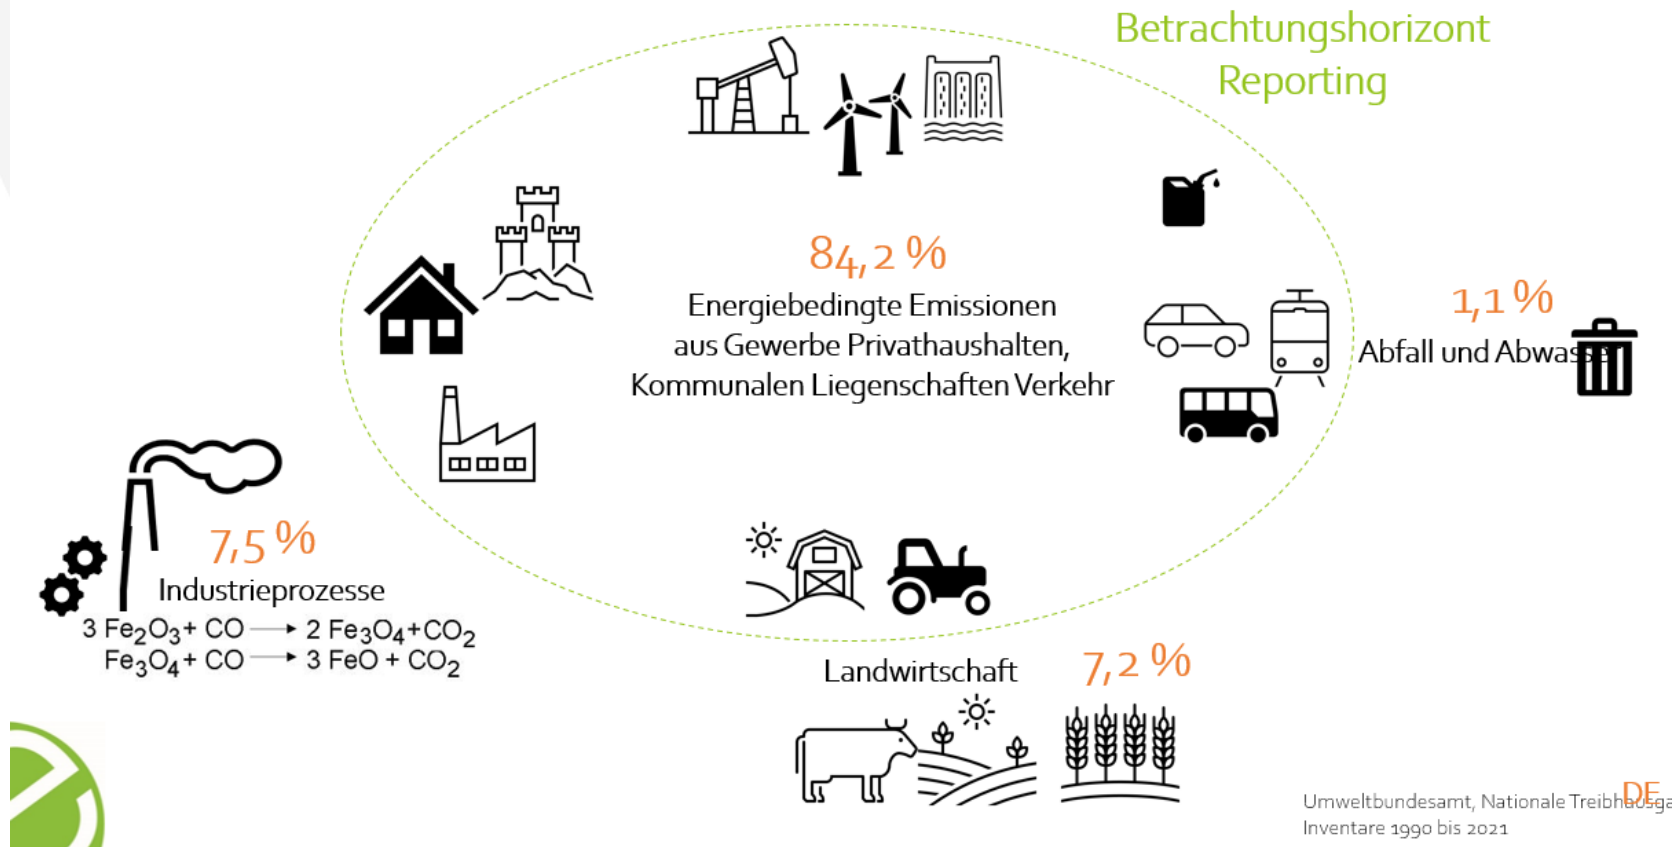 Betrachtungshorizont
Reporting
84,2 %
Energiebedingte Emissionen
aus Gewerbe Privathaushalten,
Kommunalen Liegenschaften Verkehr
1,1 %
Abfall und Abwasser
7,5 %
Industrieprozesse
3 Fe₂O₃+ CO → 2 Fe₃O₄+CO₂
Fe₃O₄+ CO → 3 FeO + CO₂
Landwirtschaft
7,2 %
DE
Umweltbundesamt, Nationale
Inventare 1990 bis 2021